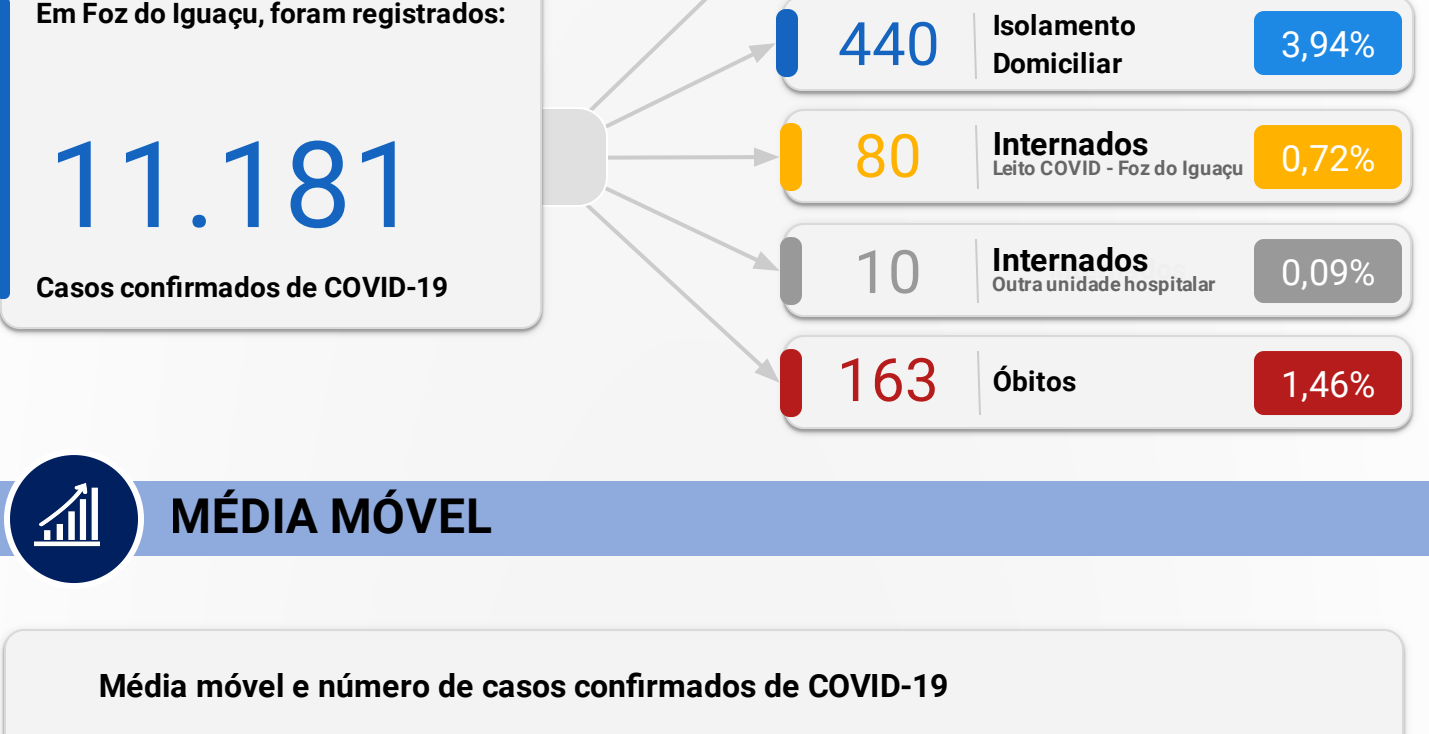 Em Foz do Iguaçu, foram registrados:
11.181
Casos confirmados de COVID-19
440
Isolamento
Domiciliar
3,94%
80
Internados
Leito COVID - Foz do Iguaçu
0,72%
10
Internados
Outra unidade hospitalar
0,09%
163
Óbitos
1,46%
MÉDIA MÓVEL
Média móvel e número de casos confirmados de COVID-19